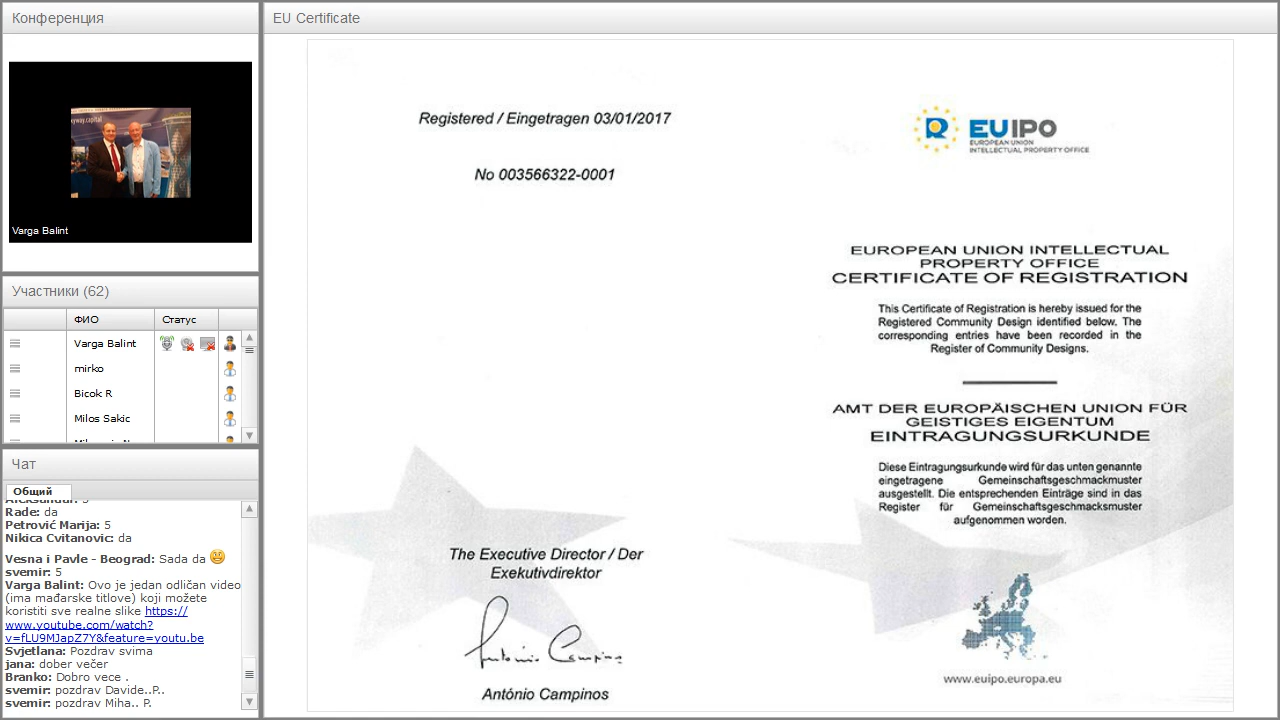 Конференция
yway.capital
Varga Balint
Участники (62)
ФИО
Статус
Varga Balint
mirko
Bicok R
Milos Sakic
Чат
Общий
Aleksandar: 5
Rade: da
Petrović Marija: 5
Nikica Cvitanovic: da
Vesna i Pavle - Beograd: Sada da
svemir: 5
Varga Balint: Ovo je jedan odličan video
(ima mađarske titlove) koji možete
koristiti sve realne slike https://
www.youtube.com/watch?
v=fLU9MJapZ7Y&feature=youtu.be
Svjetlana: Pozdrav svima
jana: dober večer
Branko: Dobro vece .
svemir: pozdrav Davide..P..
svemir: pozdrav Miha.. P.
EU Certificate
Registered / Eingetragen 03/01/2017
No 003566322-0001
The Executive Director / Der
Exekutivdirektor
António Campinos
António Campinos
EUIPO
EUROPEAN UNION
INTELLECTUAL PROPERTY OFFICE
EUROPEAN UNION INTELLECTUAL
PROPERTY OFFICE
CERTIFICATE OF REGISTRATION
This Certificate of Registration is hereby issued for the
Registered Community Design identified below. The
corresponding entries have been recorded in the
Register of Community Designs.
AMT DER EUROPÄISCHEN UNION FÜR
GEISTIGES EIGENTUM
EINTRAGUNGSURKUNDE
Diese Eintragungsurkunde wird für das unten genannte
eingetragene Gemeinschaftsgeschmackmuster
ausgestellt. Die entsprechenden Einträge sind in das
Register für Gemeinschaftsgeschmacksmuster
aufgenommen worden.
www.euipo.europa.eu